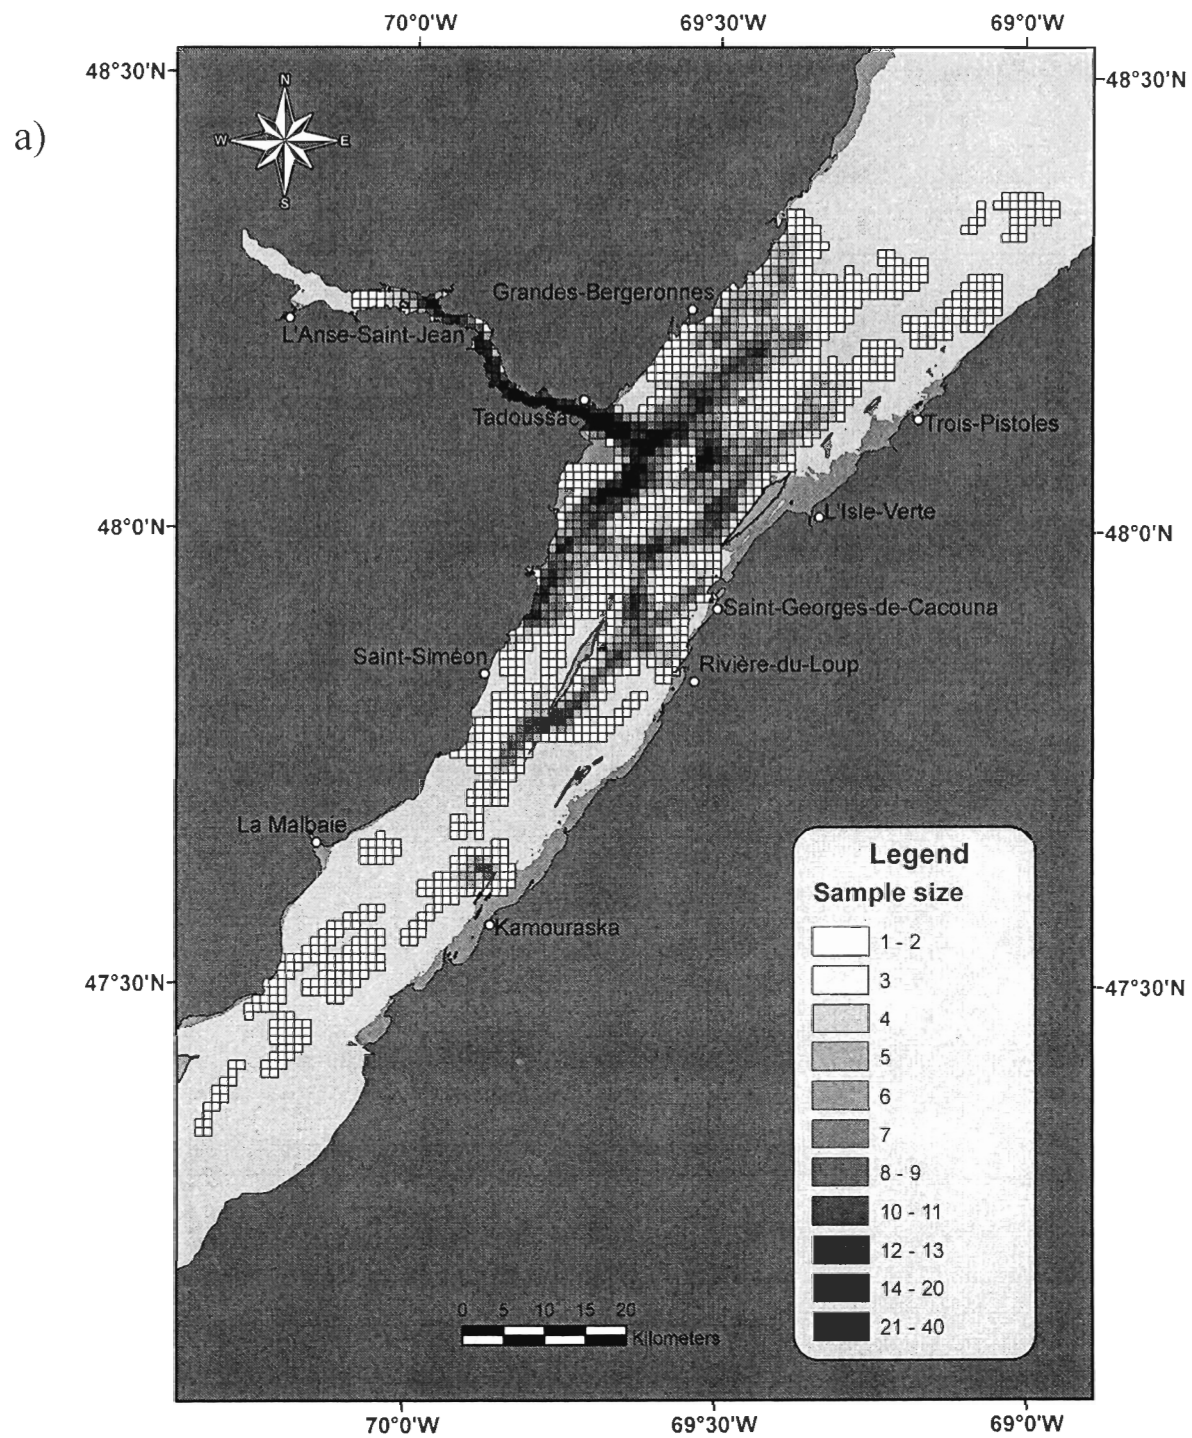 70°0'W 69°30'W 69°0'W
48°30'N 48°30'N
a)
N
W E
S
Grandes-Bergeronnes
L'Anse-Saint-Jean
Tadoussac
Trois-Pistoles
L'Isle-Verte
48°0'N 48°0'N
Saint-Georges-de-Cacouna
Saint-Siméon
Rivière-du-Loup
La Malbaie
Kamouraska
47°30'N 47°30'N
Legend
Sample size
1 - 2
3
4
5
6
7
8 - 9
10 - 11
12 - 13
14 - 20
21 - 40
0 5 10 15 20
Kilometers
70°0'W 69°30'W 69°0'W